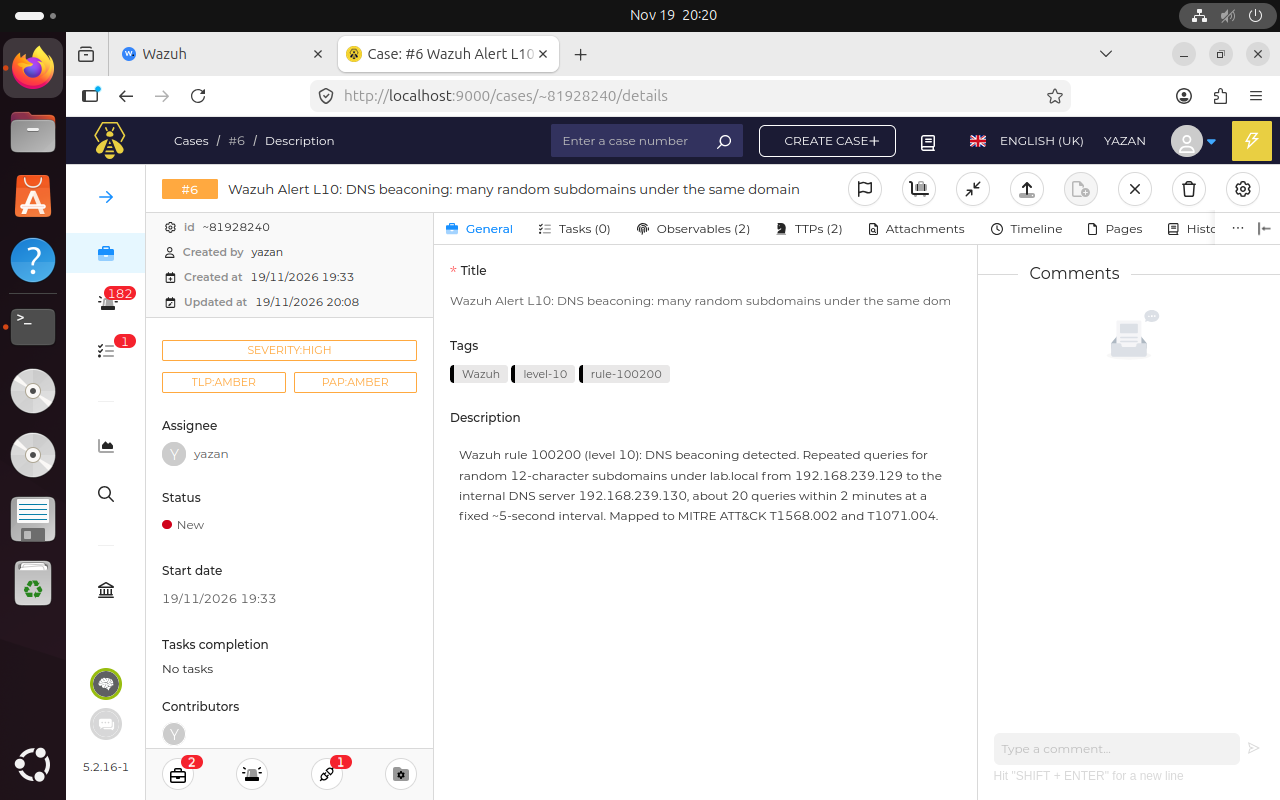 Nov 19 20:20
Wazuh
Case: #6 Wazuh Alert L10
http://localhost:9000/cases/~81928240/details
Cases / #6 / Description
Enter a case number
CREATE CASE+
ENGLISH (UK)
YAZAN
#6
Wazuh Alert L10: DNS beaconing: many random subdomains under the same domain
182
1
5.2.16-1
id ~81928240
Created by yazan
Created at 19/11/2026 19:33
Updated at 19/11/2026 20:08
SEVERITY:HIGH
TLP:AMBER
PAP:AMBER
Assignee
Y yazan
Status
New
Start date
19/11/2026 19:33
Tasks completion
No tasks
Contributors
Y
2
1
General
Tasks (0)
Observables (2)
TTPs (2)
Attachments
Timeline
Pages
Histo
* Title
Wazuh Alert L10: DNS beaconing: many random subdomains under the same dom
Tags
Wazuh
level-10
rule-100200
Description
Wazuh rule 100200 (level 10): DNS beaconing detected. Repeated queries for
random 12-character subdomains under lab.local from 192.168.239.129 to the
internal DNS server 192.168.239.130, about 20 queries within 2 minutes at a
fixed ~5-second interval. Mapped to MITRE ATT&CK T1568.002 and T1071.004.
Comments
Type a comment...
Hit "SHIFT + ENTER" for a new line